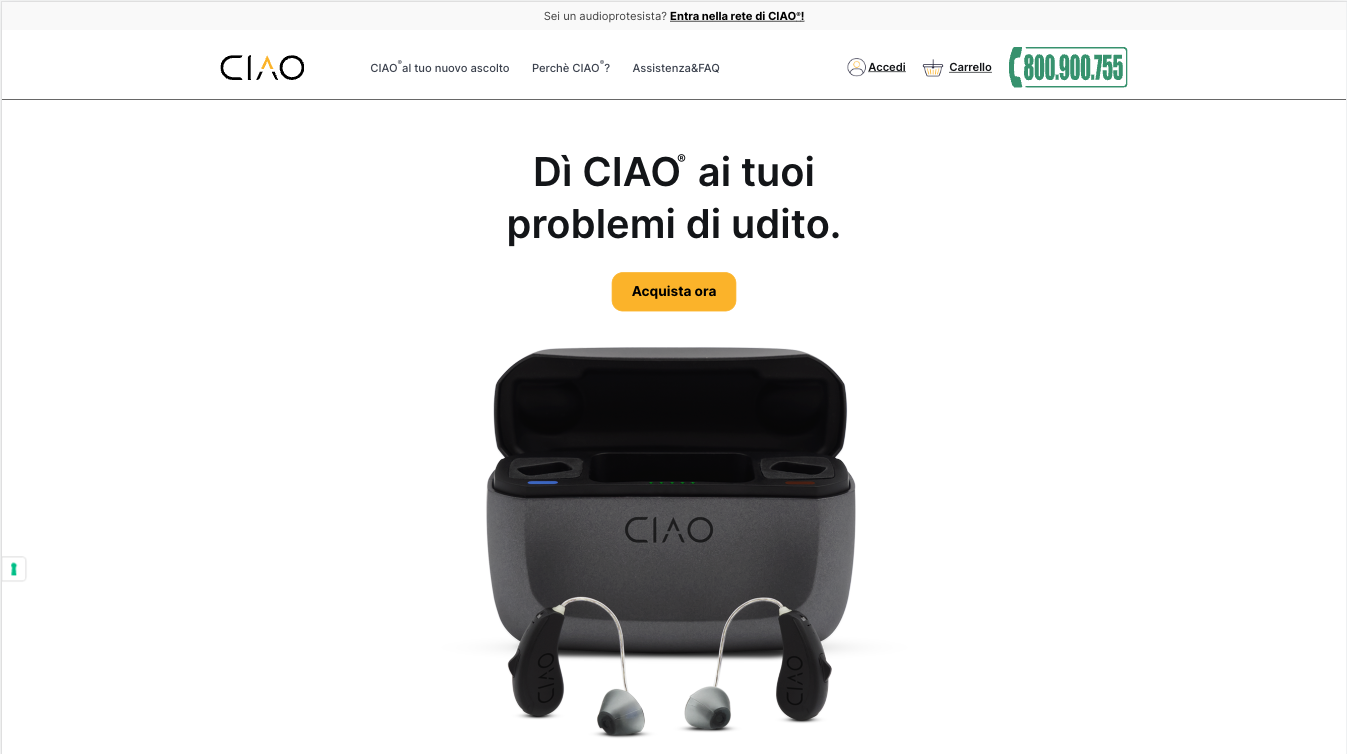 Sei un audioprotesista? Entra nella rete di CIAO®!
CIAO
CIAO® al tuo nuovo ascolto
Perchè CIAO®?
Assistenza&FAQ
Accedi
Carrello
800.900.755
Dì CIAO® ai tuoi
problemi di udito.
Acquista ora
CIAO
CIAO
CIAO